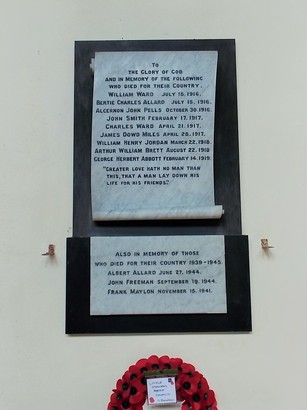 TO
THE GLORY OF GOD
AND IN MEMORY OF THE FOLLOWING
WHO DIED FOR THEIR COUNTRY.
WILLIAM WARD JULY 15, 1916.
BERTIE CHARLES ALLARD JULY 18, 1916.
ALGERNON JOHN PELLS OCTOBER 30, 1916.
JOHN SMITH FEBRUARY 17, 1917.
CHARLES WARD APRIL 21, 1917.
JAMES DOWD MILES APRIL 28, 1917.
WILLIAM HENRY JORDAN MARCH 22, 1918.
ARTHUR WILLIAM BRETT AUGUST 22, 1918
GEORGE HERBERT ABBOTT FEBRUARY 14, 1919.
"GREATER LOVE HATH NO MAN THAN
THIS, THAT A MAN LAY DOWN HIS
LIFE FOR HIS FRIENDS."
ALSO IN MEMORY OF THOSE
WHO DIED FOR THEIR COUNTRY 1939-1945.
ALBERT ALLARD JUNE 27, 1944.
JOHN FREEMAN SEPTEMBER 19, 1944.
FRANK MAYLON NOVEMBER 15, 1941.